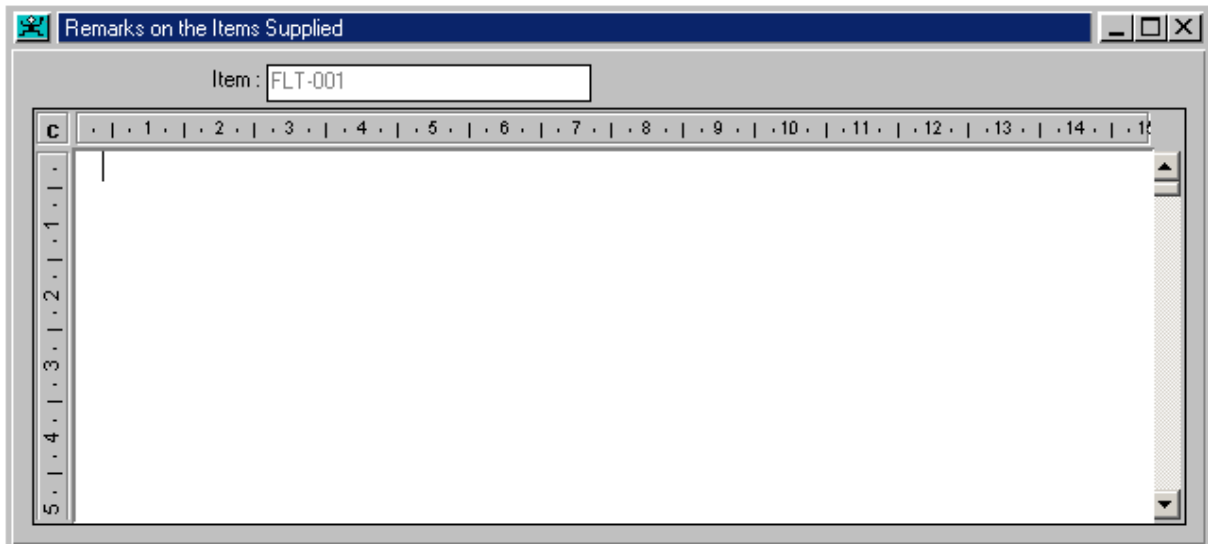 Remarks on the Items Supplied
Item : FLT-001
C · | · 1 · | · 2 · | · 3 · | · 4 · | · 5 · | · 6 · | · 7 · | · 8 · | · 9 · | ·10 · | ·11 · | ·12 · | ·13 · | ·14 · | ·15
· | · 1 · | · 2 · | · 3 · | · 4 · | · 5